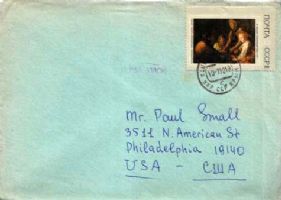 ПОЧТА СССР
Mr. Paul Small
3511 N. American St
Philadelphia 19140
USA - США